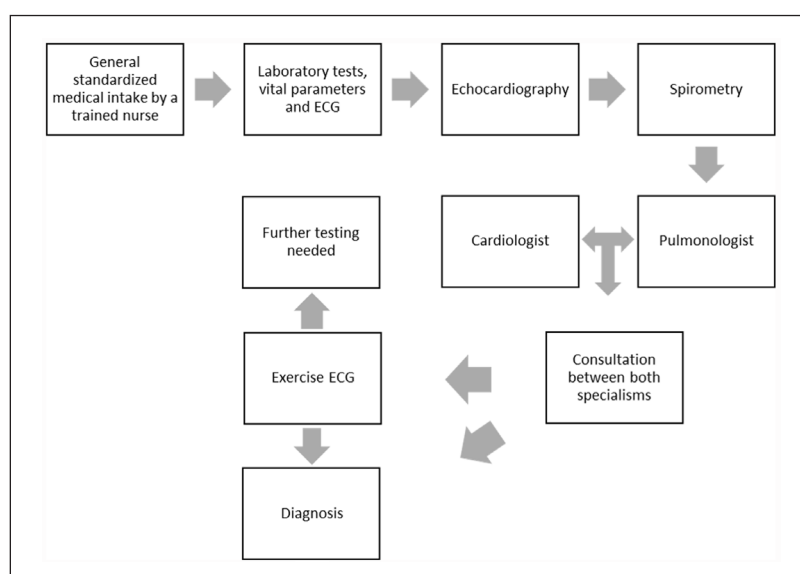 General
standardized
medical intake by a
trained nurse
Laboratory tests,
vital parameters
and ECG
Echocardiography
Spirometry
Further testing
needed
Cardiologist
Pulmonologist
Exercise ECG
Consultation
between both
specialisms
Diagnosis